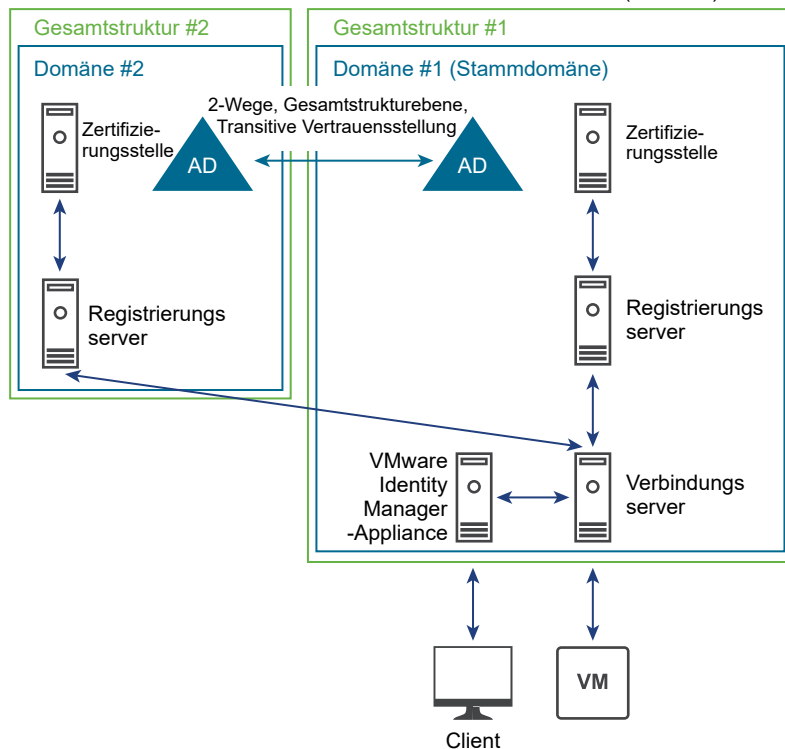 Gesamtstruktur #2
Gesamtstruktur #1
Domäne #2
Domäne #1 (Stammdomäne)
2-Wege, Gesamtstrukturebene,
Transitive Vertrauensstellung
Zertifizie-
rungsstelle
AD
AD
Zertifizie-
rungsstelle
Registrierungs
server
Registrierungs
server
VMware
Identity
Manager
-Appliance
Verbindungs
server
VM
Client